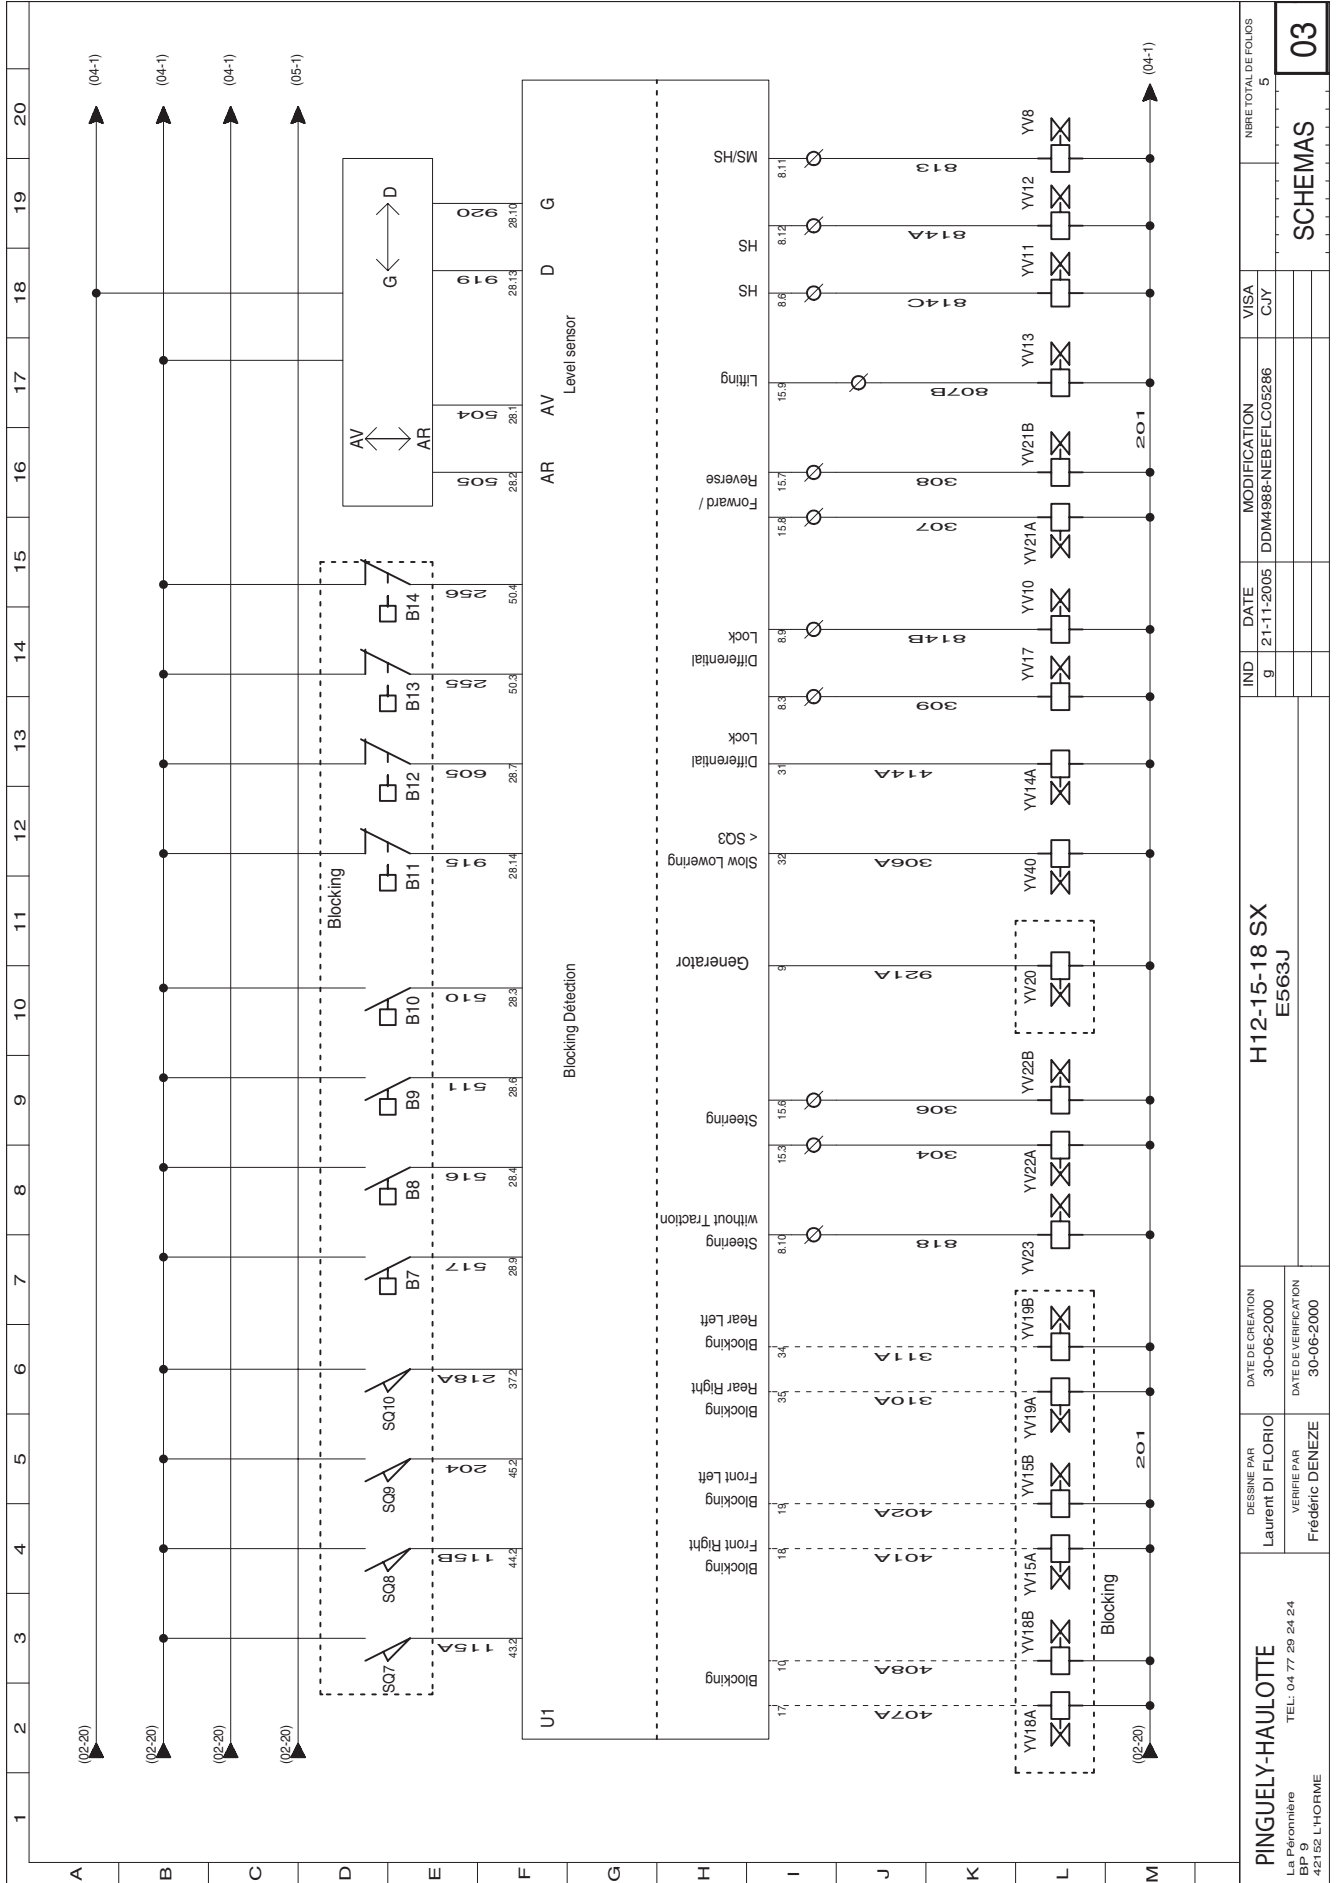 1 2 3 4 5 6 7 8 9 10 11 12 13 14 15 16 17 18 19 20
A
B
C
D
E
F
G
H
I
J
K
L
M
(02-20) (04-1)
(02-20) (04-1)
(02-20) (04-1)
(02-20) (05-1)
Blocking
SQ7 SQ8 SQ9 SQ10 B7 B8 B9 B10 B11 B12 B13 B14
AV AR G D
115A 115B 204 218A 517 516 511 510 915 605 255 256 505 504 919 920
43.2 44.2 45.2 37.2 28.9 28.4 28.6 28.3 28.14 28.7 50.3 50.4 28.2 28.1 28.13 28.10
U1
AR AV D G
Blocking Détection
Level sensor
Blocking
Blocking
Front Right
Blocking
Front Left
Blocking
Rear Right
Blocking
Rear Left
Steering
without Traction
Steering
Generator
Slow Lowering
< SQ3
Differential
Lock
Differential
Lock
Forward /
Reverse
Lifting
HS
HS
MS/HS
17 10 18 19 35 34 8.10 15.3 15.6 9 32 31 8.3 8.9 15.8 15.7 15.9 8.6 8.12 8.11
407A 408A 401A 402A 310A 311A 818 304 306 921A 306A 414A 309 814B 307 308 807B 814C 814A 813
YV18A YV18B YV15A YV15B YV19A YV19B YV23 YV22A YV22B YV20 YV40 YV14A YV17 YV10 YV21A YV21B YV13 YV11 YV12 YV8
Blocking
201 201
(02-20) (04-1)
PINGUELY-HAULOTTE
La Péronnière
BP 9
42152 L'HORME
TEL: 04 77 29 24 24
DESSINE PAR
Laurent DI FLORIO
VERIFIE PAR
Frédéric DENEZE
DATE DE CREATION
30-06-2000
DATE DE VERIFICATION
30-06-2000
H12-15-18 SX
E563J
IND DATE MODIFICATION VISA
g 21-11-2005 DDM4988-NEBEFLC05286 CJY
NBRE TOTAL DE FOLIOS
5
SCHEMAS
03